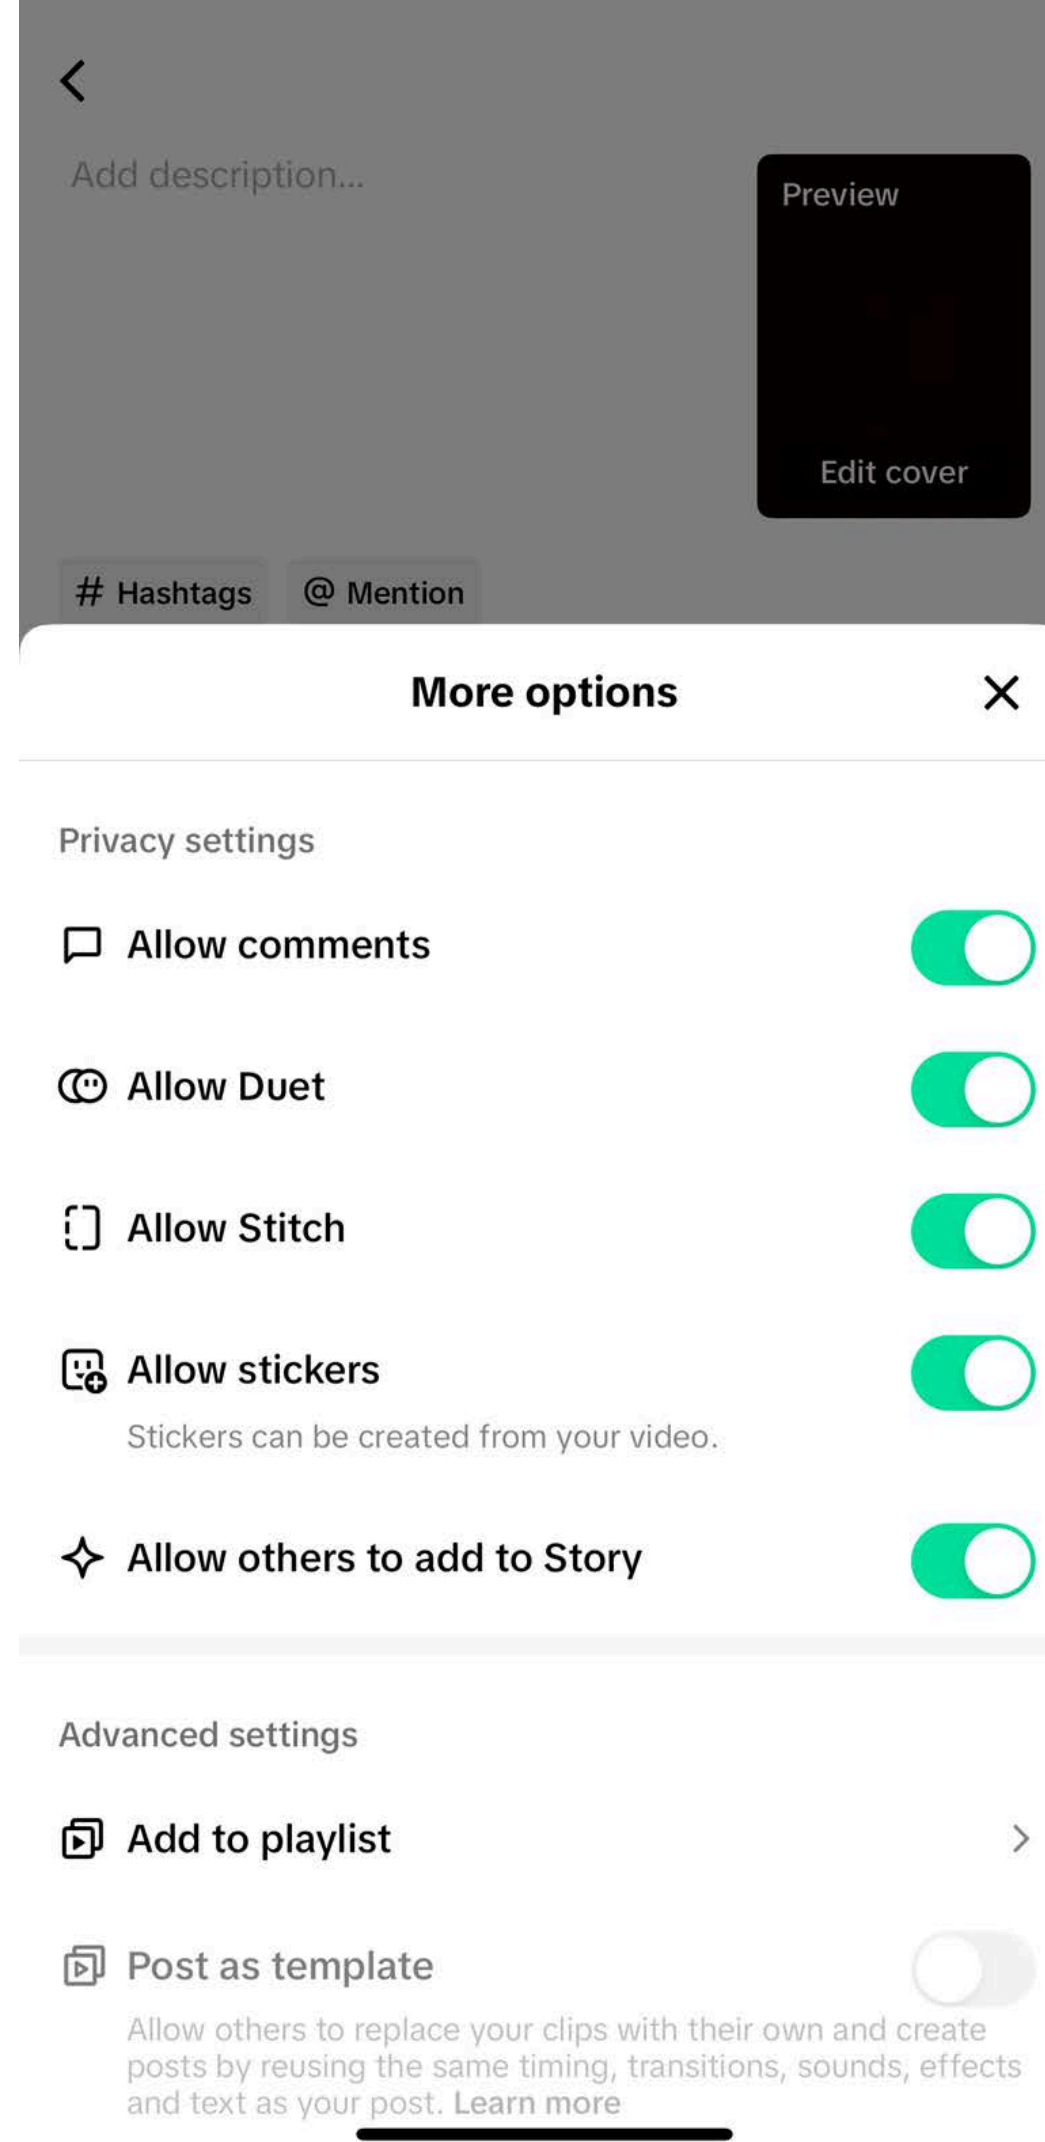 Add description...
Preview
Edit cover
# Hashtags
@ Mention
More options
Privacy settings
Allow comments
Allow Duet
Allow Stitch
Allow stickers
Stickers can be created from your video.
Allow others to add to Story
Advanced settings
Add to playlist
Post as template
Allow others to replace your clips with their own and create
posts by reusing the same timing, transitions, sounds, effects
and text as your post. Learn more